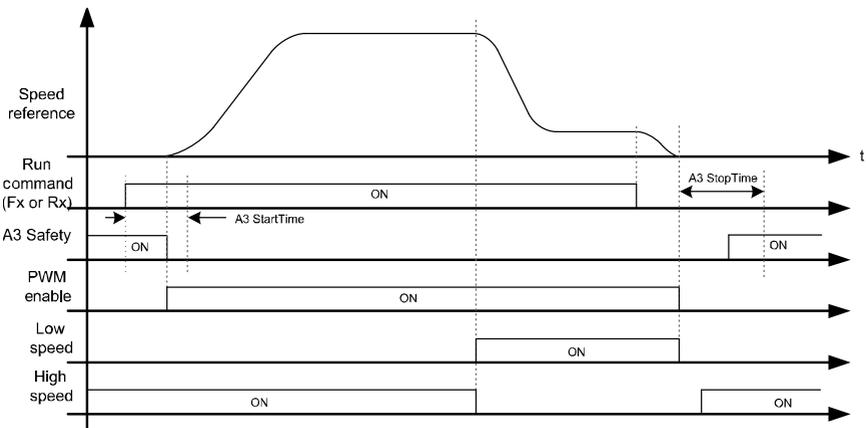 Speed
reference
t
Run
command
(Fx or Rx)
ON
A3 StopTime
A3 StartTime
A3 Safety
ON
ON
PWM
enable
ON
Low
speed
ON
High
speed
ON
ON